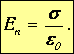 Eₙ = σ / ε₀ .